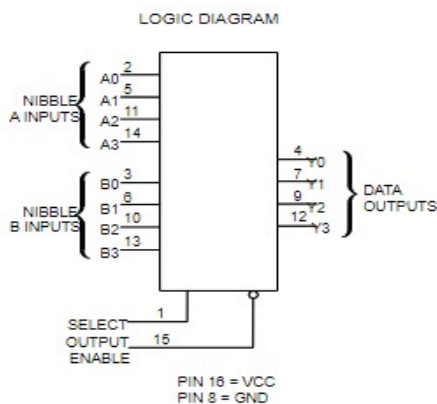 LOGIC DIAGRAM
NIBBLE
A INPUTS
A0 2
A1 5
A2 11
A3 14
NIBBLE
B INPUTS
B0 3
B1 6
B2 10
B3 13
4 Y0
7 Y1
9 Y2
12 Y3
DATA
OUTPUTS
SELECT 1
OUTPUT 15
ENABLE
PIN 16 = VCC
PIN 8 = GND